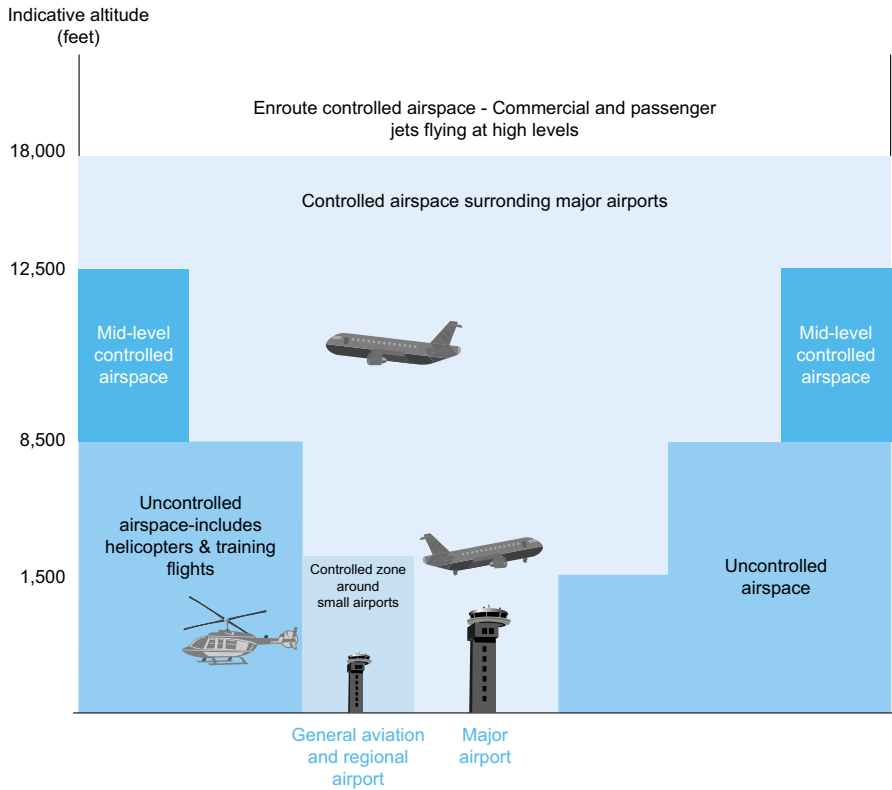 Indicative altitude
(feet)
Enroute controlled airspace - Commercial and passenger
jets flying at high levels
18,000
Controlled airspace surronding major airports
12,500
Mid-level
controlled
airspace
Mid-level
controlled
airspace
8,500
Uncontrolled
airspace-includes
helicopters & training
flights
1,500
Controlled zone
around
small airports
Uncontrolled
airspace
General aviation
and regional
airport
Major
airport